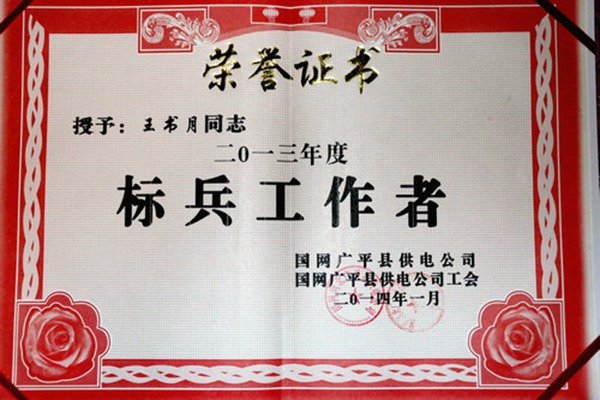 荣誉证书
授予：王书月同志
二〇一三年度
标兵工作者
国网广平县供电公司
国网广平县供电公司工会
二〇一四年一月